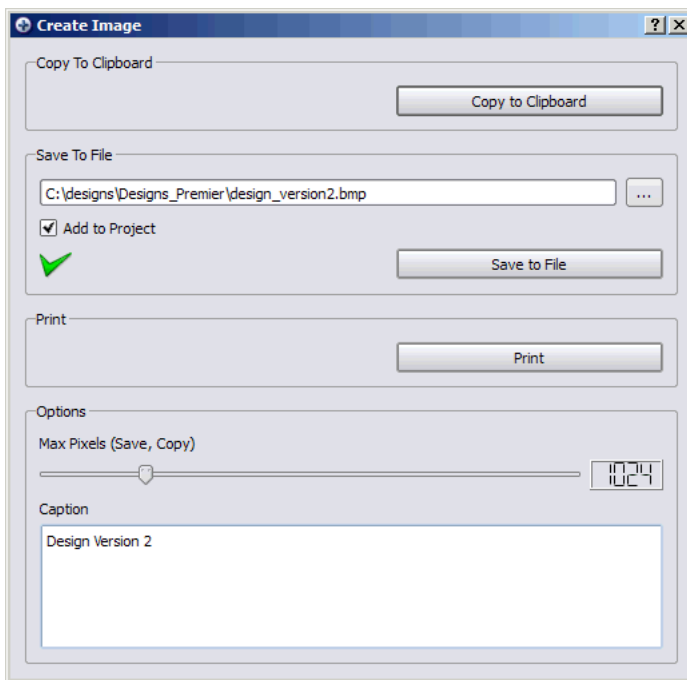 Create Image
Copy To Clipboard
Copy to Clipboard
Save To File
C:\designs\Designs_Premier\design_version2.bmp
...
Add to Project
Save to File
Print
Print
Options
Max Pixels (Save, Copy)
1024
Caption
Design Version 2